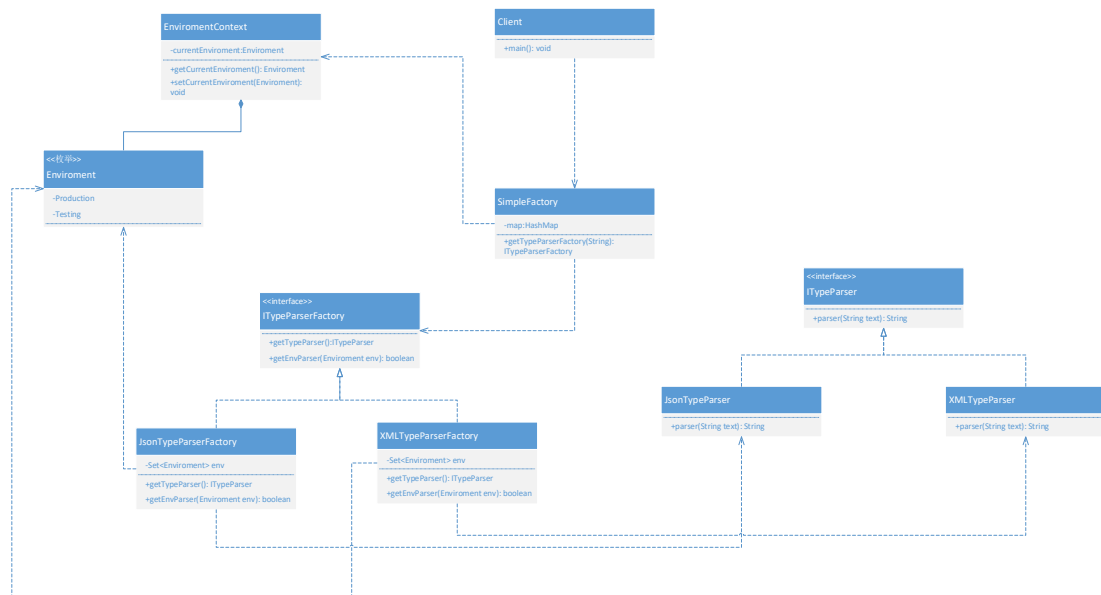 EnviromentContext
-currentEnviroment:Enviroment
+getCurrentEnviroment(): Enviroment
+setCurrentEnviroment(Enviroment):
void
Client
+main(): void
<<枚举>>
Enviroment
-Production
-Testing
SimpleFactory
-map:HashMap
+getTypeParserFactory(String):
ITypeParserFactory
<<interface>>
ITypeParserFactory
+getTypeParser():ITypeParser
+getEnvParser(Enviroment env): boolean
<<interface>>
ITypeParser
+parser(String text): String
JsonTypeParser
+parser(String text): String
XMLTypeParser
+parser(String text): String
JsonTypeParserFactory
-Set<Enviroment> env
+getTypeParser(): ITypeParser
+getEnvParser(Enviroment env): boolean
XMLTypeParserFactory
-Set<Enviroment> env
+getTypeParser(): ITypeParser
+getEnvParser(Enviroment env): boolean